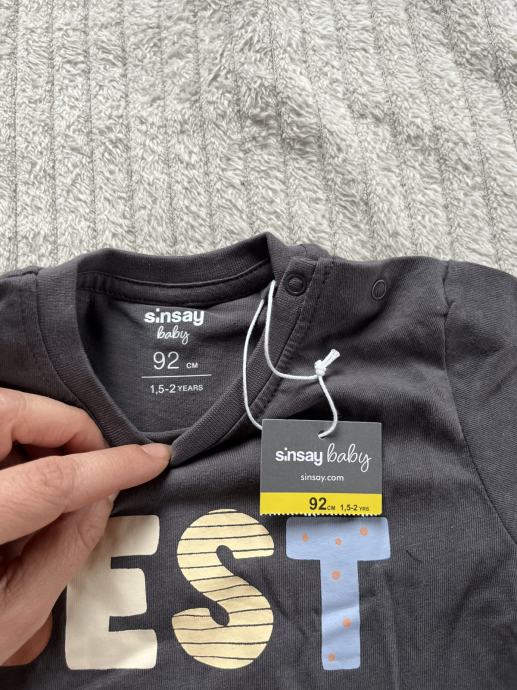 sinsay
baby
92 CM
1,5-2 YEARS
sinsay baby
sinsay.com
92 CM 1,5-2 YRS
EST